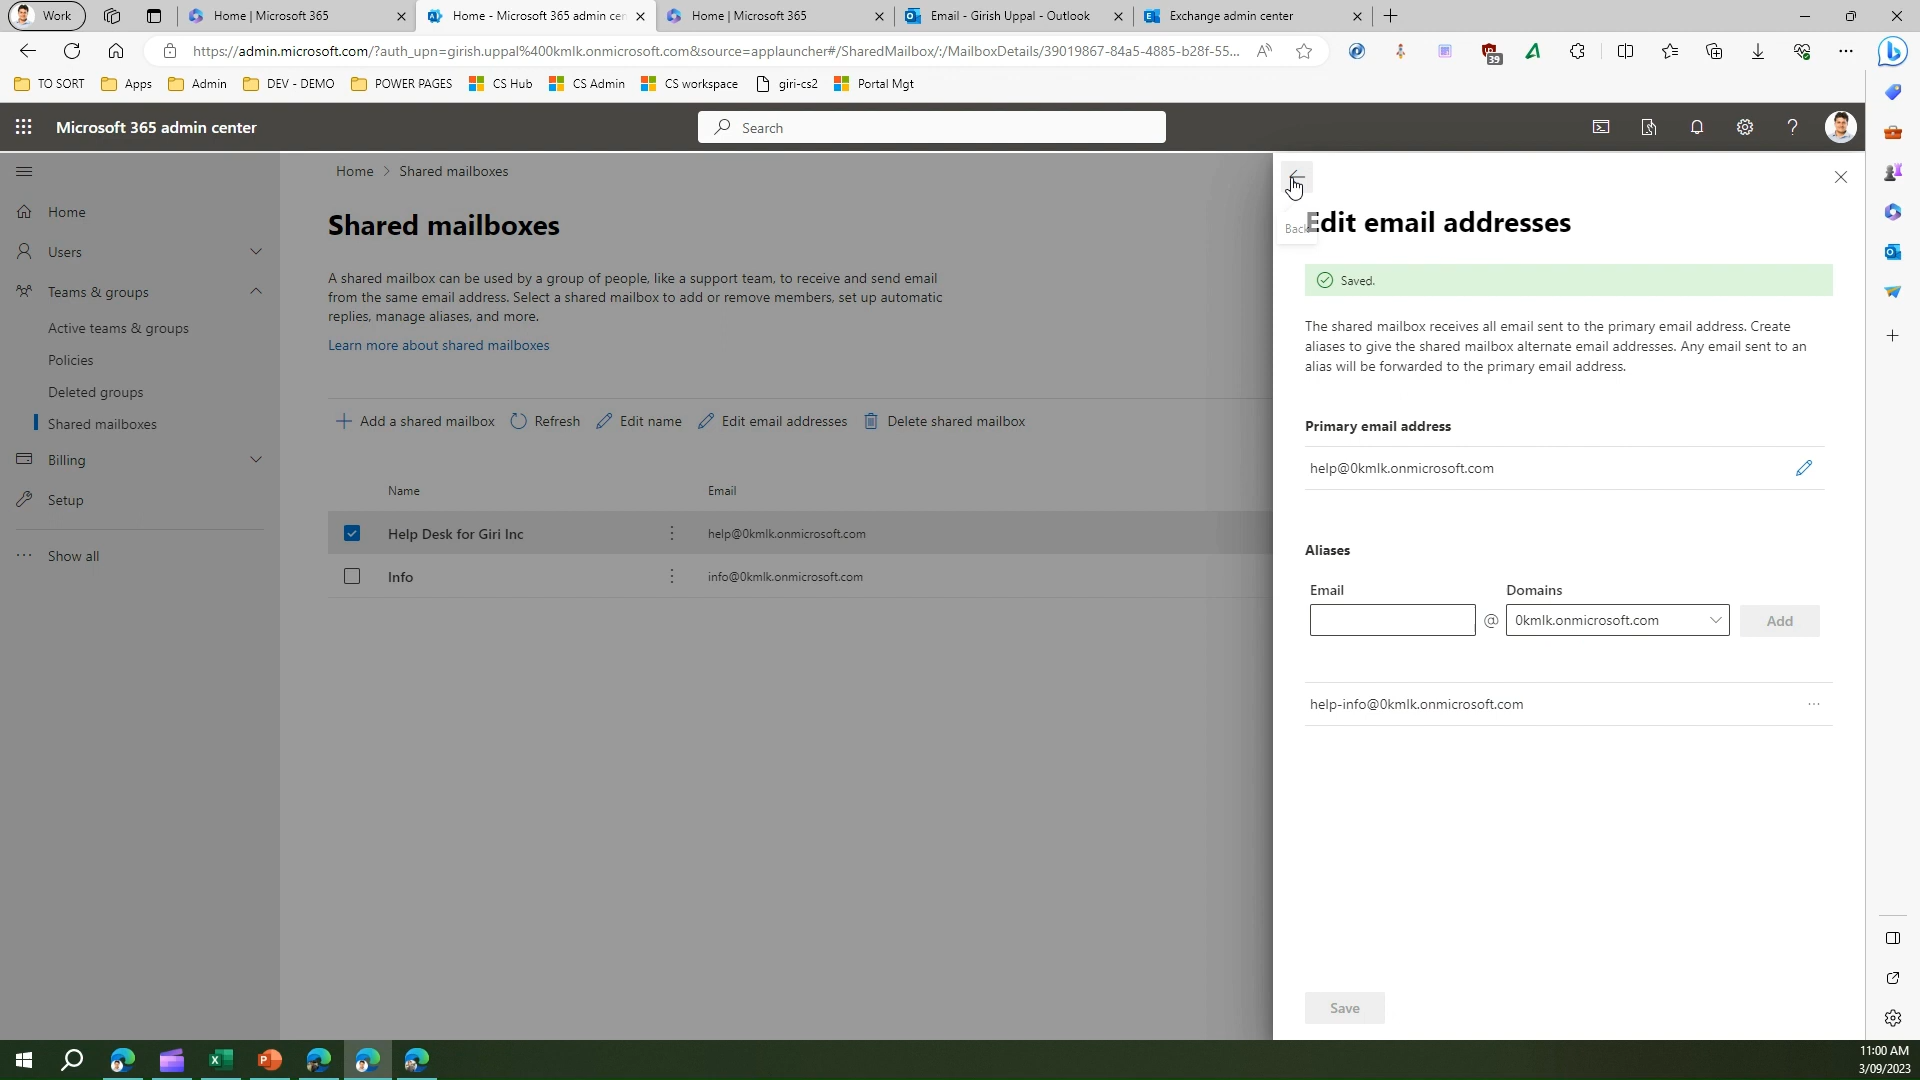 Work
Home | Microsoft 365
Home - Microsoft 365 admin cen
Home | Microsoft 365
Email - Girish Uppal - Outlook
Exchange admin center
https://admin.microsoft.com/?auth_upn=girish.uppal%400kmlk.onmicrosoft.com&source=applauncher#/SharedMailbox/:/MailboxDetails/39019867-84a5-4885-b28f-55...
39
TO SORT
Apps
Admin
DEV - DEMO
POWER PAGES
CS Hub
CS Admin
CS workspace
giri-cs2
Portal Mgt
Microsoft 365 admin center
Search
Home
Users
Teams & groups
Active teams & groups
Policies
Deleted groups
Shared mailboxes
Billing
Setup
Show all
Home > Shared mailboxes
Shared mailboxes
A shared mailbox can be used by a group of people, like a support team, to receive and send email
from the same email address. Select a shared mailbox to add or remove members, set up automatic
replies, manage aliases, and more.
Learn more about shared mailboxes
Add a shared mailbox
Refresh
Edit name
Edit email addresses
Delete shared mailbox
Name
Email
Help Desk for Giri Inc
help@0kmlk.onmicrosoft.com
Info
info@0kmlk.onmicrosoft.com
Back
Edit email addresses
Saved.
The shared mailbox receives all email sent to the primary email address. Create
aliases to give the shared mailbox alternate email addresses. Any email sent to an
alias will be forwarded to the primary email address.
Primary email address
help@0kmlk.onmicrosoft.com
Aliases
Email
Domains
@
0kmlk.onmicrosoft.com
Add
help-info@0kmlk.onmicrosoft.com
Save
11:00 AM
3/09/2023